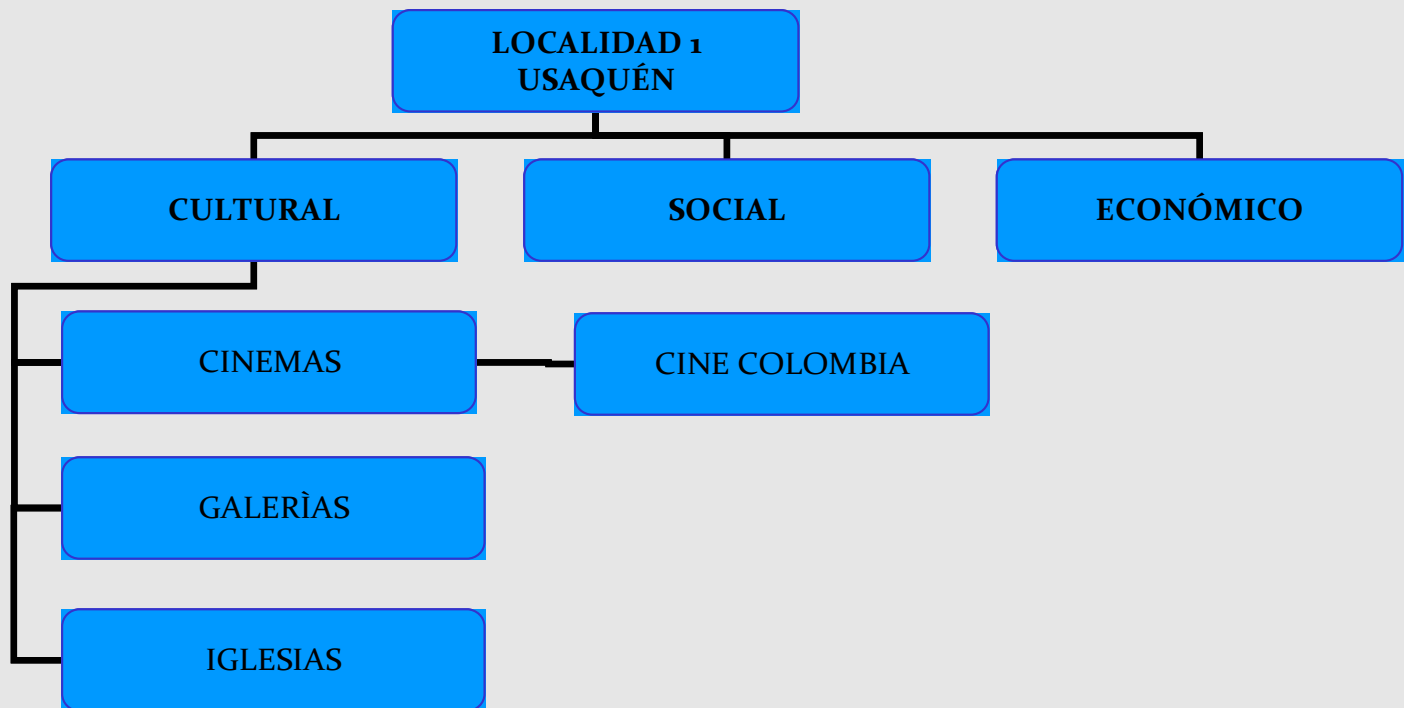 LOCALIDAD 1
USAQUÉN
CULTURAL
SOCIAL
ECONÓMICO
CINEMAS
CINE COLOMBIA
GALERÌAS
IGLESIAS